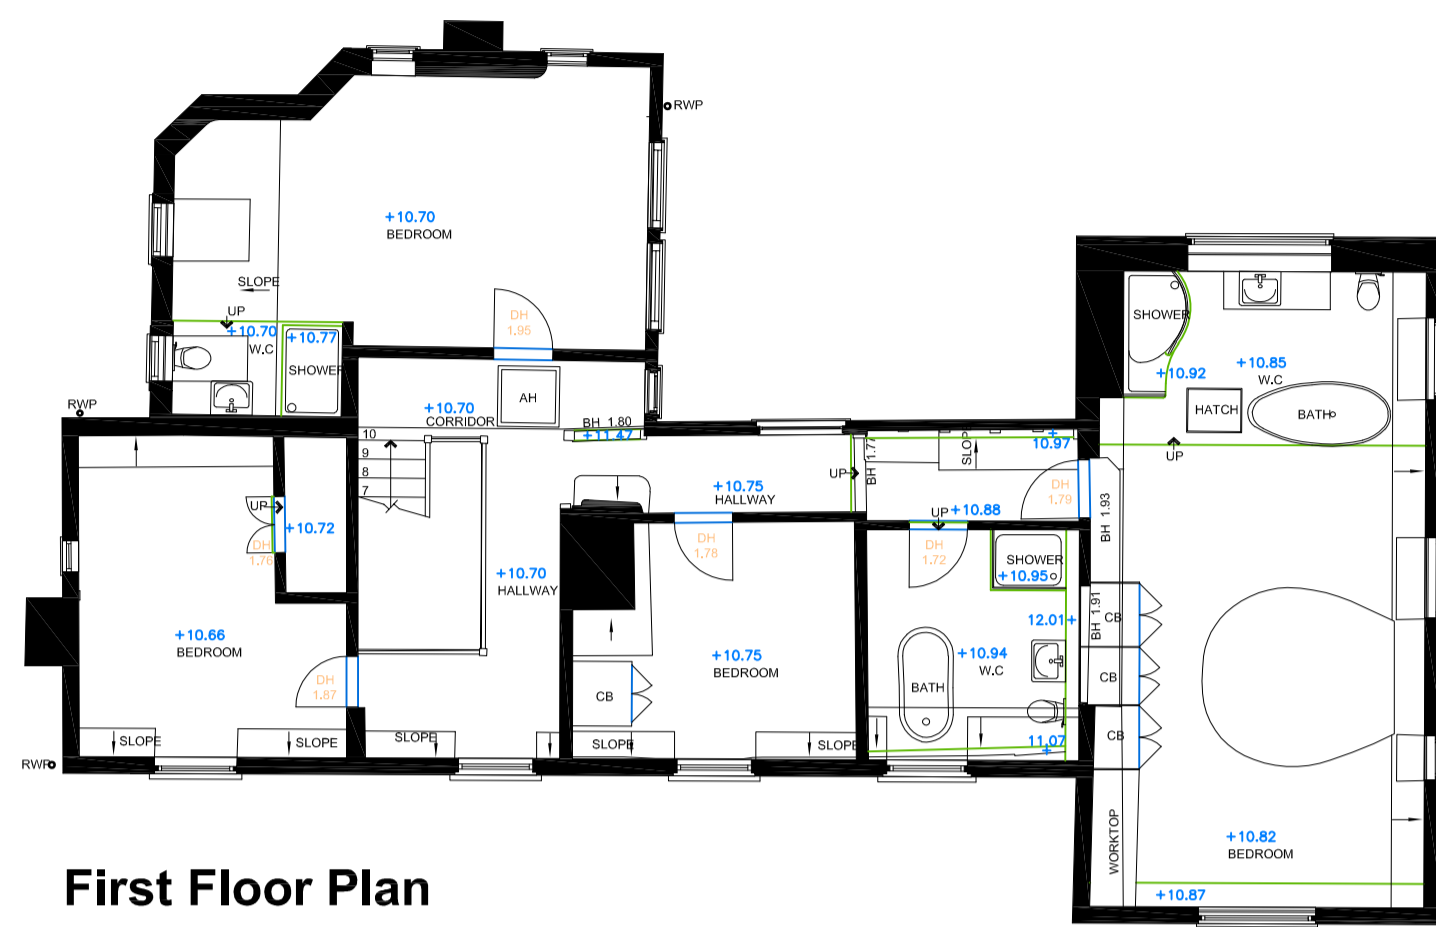 RWP
+10.70
BEDROOM
SLOPE
UP
+10.70
W.C
+10.77
SHOWER
DH
1.95
AH
+10.70
CORRIDOR
BH 1.80
+11.47
RWP
10
9
8
7
UP
+10.72
DH
1.76
+10.66
BEDROOM
DH
1.87
SLOPE
SLOPE
RWP
+10.70
HALLWAY
SLOPE
+10.75
HALLWAY
UP
BH 1.77
SLOPE
+
10.97
DH
1.79
UP
+10.88
DH
1.78
+10.75
BEDROOM
CB
SLOPE
SLOPE
DH
1.72
SHOWER
+10.95
12.01+
+10.94
W.C
BATH
11.07
+
SHOWER
+10.92
+10.85
W.C
HATCH
BATH
UP
BH 1.93
BH 1.91
CB
CB
CB
WORKTOP
+10.82
BEDROOM
+10.87
First Floor Plan